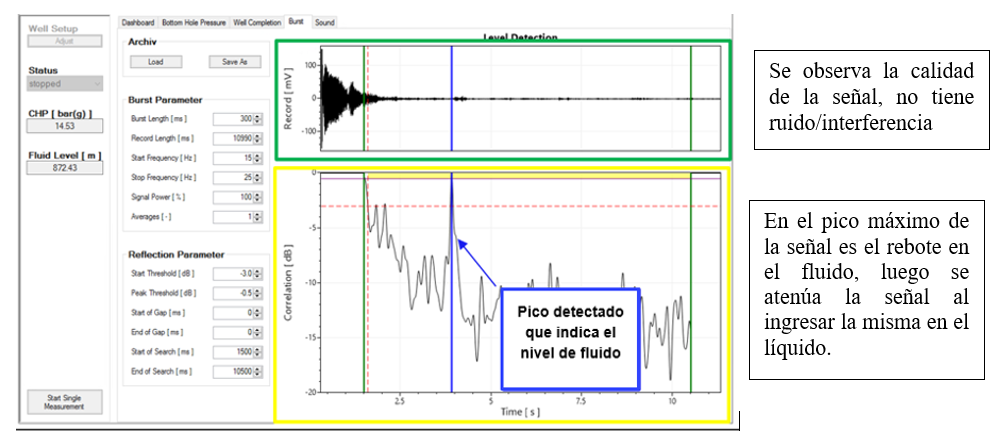 Well Setup
Adjust
Status
stopped
CHP [ bar(g) ]
14.53
Fluid Level [ m ]
872.43
Start Single
Measurement
Dashboard Bottom Hole Pressure Well Completion Burst Sound
Archiv
Load Save As
Burst Parameter
Burst Length [ ms ] 300
Record Length [ ms ] 10990
Start Frequency [ Hz ] 15
Stop Frequency [ Hz ] 25
Signal Power [ % ] 100
Averages [ - ] 1
Reflection Parameter
Start Threshold [ dB ] -3.0
Peak Threshold [ dB ] -0.5
Start of Gap [ ms ] 0
End of Gap [ ms ] 0
Start of Search [ ms ] 1500
End of Search [ ms ] 10500
Level Detection
Record [ mV ]
100
0
-100
Correlation [ dB ]
0
-5
-10
-15
-20
2.5 5 7.5 10
Time [ s ]
Pico detectado
que indica el
nivel de fluido
Se observa la calidad
de la señal, no tiene
ruido/interferencia
En el pico máximo de
la señal es el rebote en
el fluido, luego se
atenúa la señal al
ingresar la misma en el
líquido.